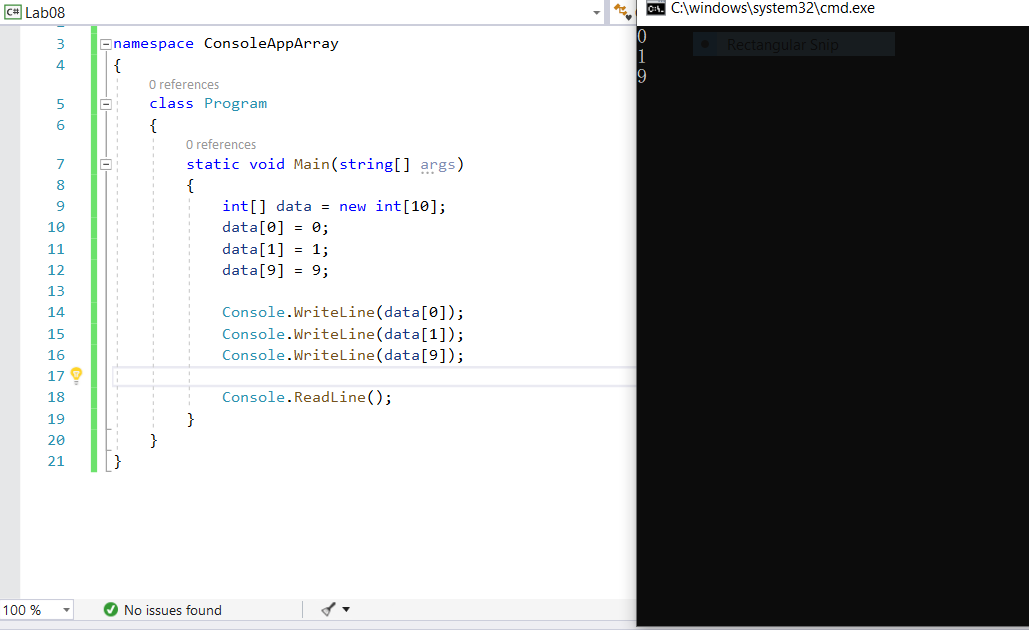 C# Lab08
3 namespace ConsoleAppArray
4 {
0 references
5 class Program
6 {
0 references
7 static void Main(string[] args)
8 {
9 int[] data = new int[10];
10 data[0] = 0;
11 data[1] = 1;
12 data[9] = 9;
13
14 Console.WriteLine(data[0]);
15 Console.WriteLine(data[1]);
16 Console.WriteLine(data[9]);
17
18 Console.ReadLine();
19 }
20 }
21 }
100 % No issues found
C:\windows\system32\cmd.exe
0
Rectangular Snip
1
9